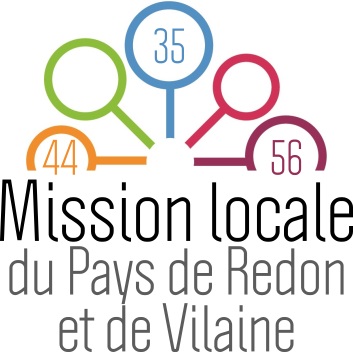 35
44
56
Mission locale
du Pays de Redon
et de Vilaine